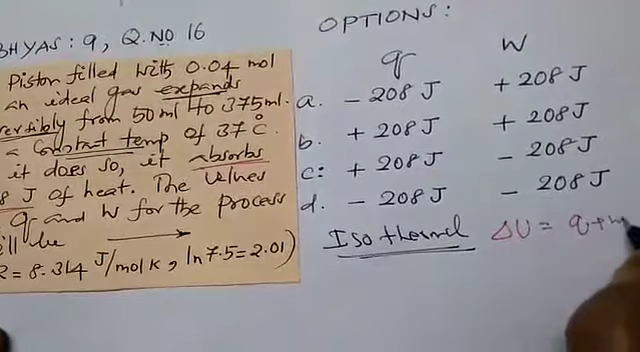 BHYAS: 9, Q.NO 16
Piston filled with 0.04 mol
an ideal gas expands
versibly from 50 ml to 375 ml.
a constant temp of 37°C.
it does so, it absorbs
8 J of heat. The values
q and w for the process
ill be
R = 8.314 J/mol K, ln 7.5 = 2.01)
OPTIONS:
q W
a. - 208 J + 208 J
b. + 208 J + 208 J
c: + 208 J - 208 J
d. - 208 J - 208 J
Isothermal ΔU = q+w